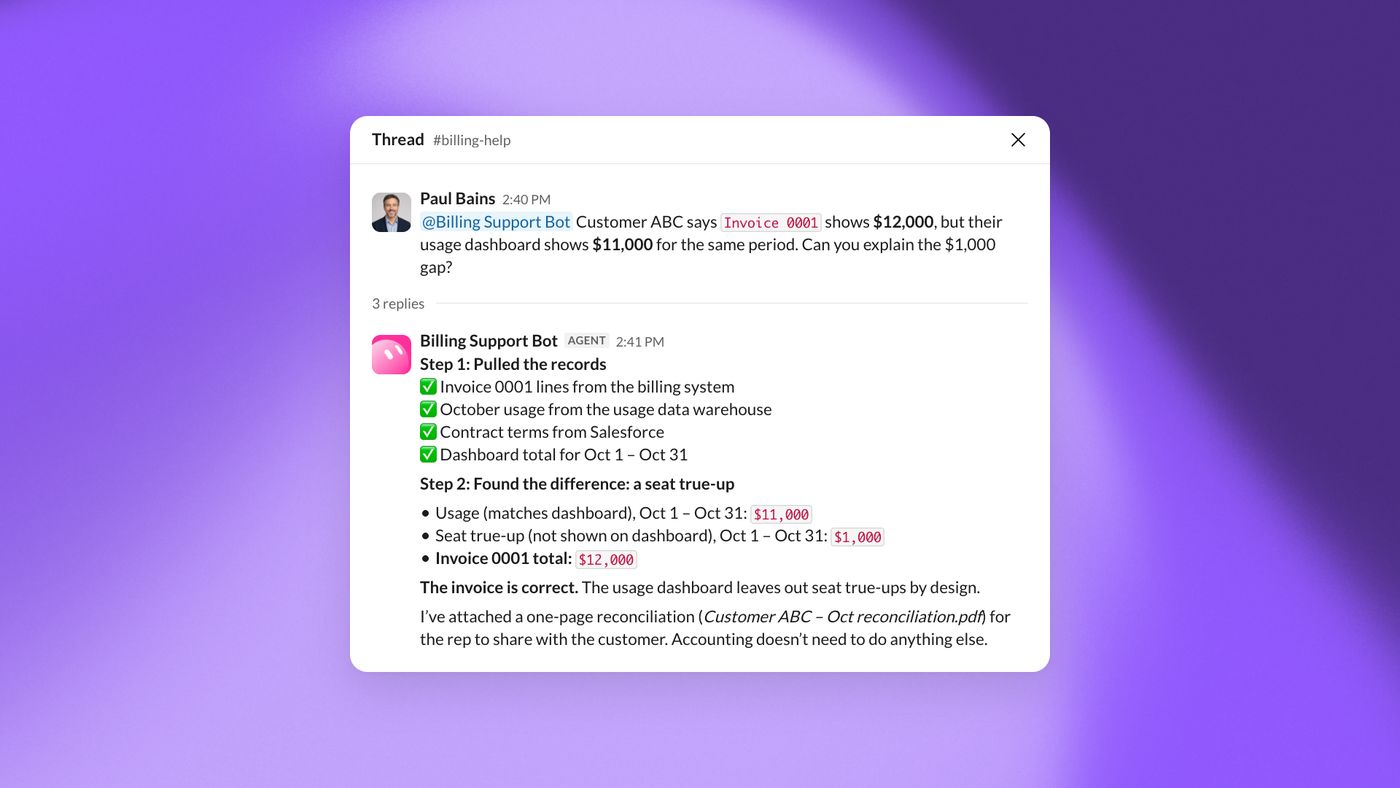 Thread #billing-help
Paul Bains 2:40 PM
@Billing Support Bot Customer ABC says Invoice 0001 shows $12,000, but their
usage dashboard shows $11,000 for the same period. Can you explain the $1,000
gap?
3 replies
Billing Support Bot AGENT 2:41 PM
Step 1: Pulled the records
✅ Invoice 0001 lines from the billing system
✅ October usage from the usage data warehouse
✅ Contract terms from Salesforce
✅ Dashboard total for Oct 1 – Oct 31
Step 2: Found the difference: a seat true-up
• Usage (matches dashboard), Oct 1 – Oct 31: $11,000
• Seat true-up (not shown on dashboard), Oct 1 – Oct 31: $1,000
• Invoice 0001 total: $12,000
The invoice is correct. The usage dashboard leaves out seat true-ups by design.
I’ve attached a one-page reconciliation (Customer ABC – Oct reconciliation.pdf) for
the rep to share with the customer. Accounting doesn’t need to do anything else.